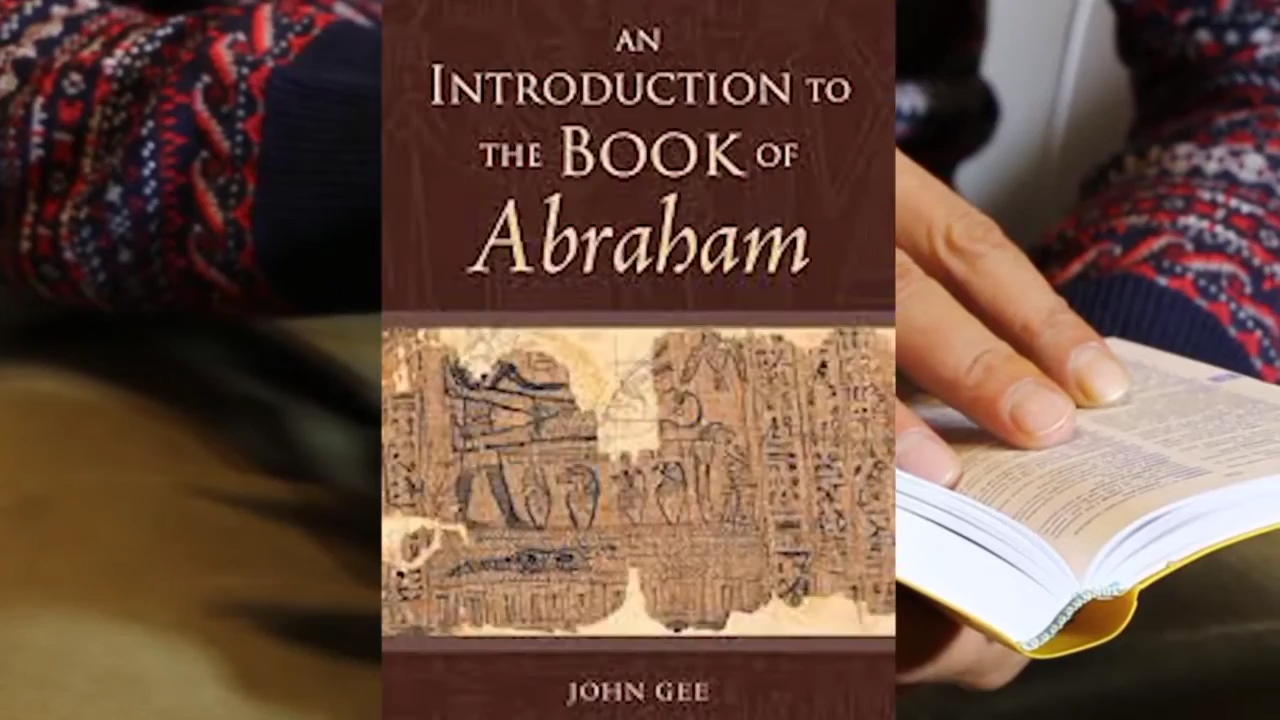 AN
INTRODUCTION TO
THE BOOK OF
Abraham
JOHN GEE